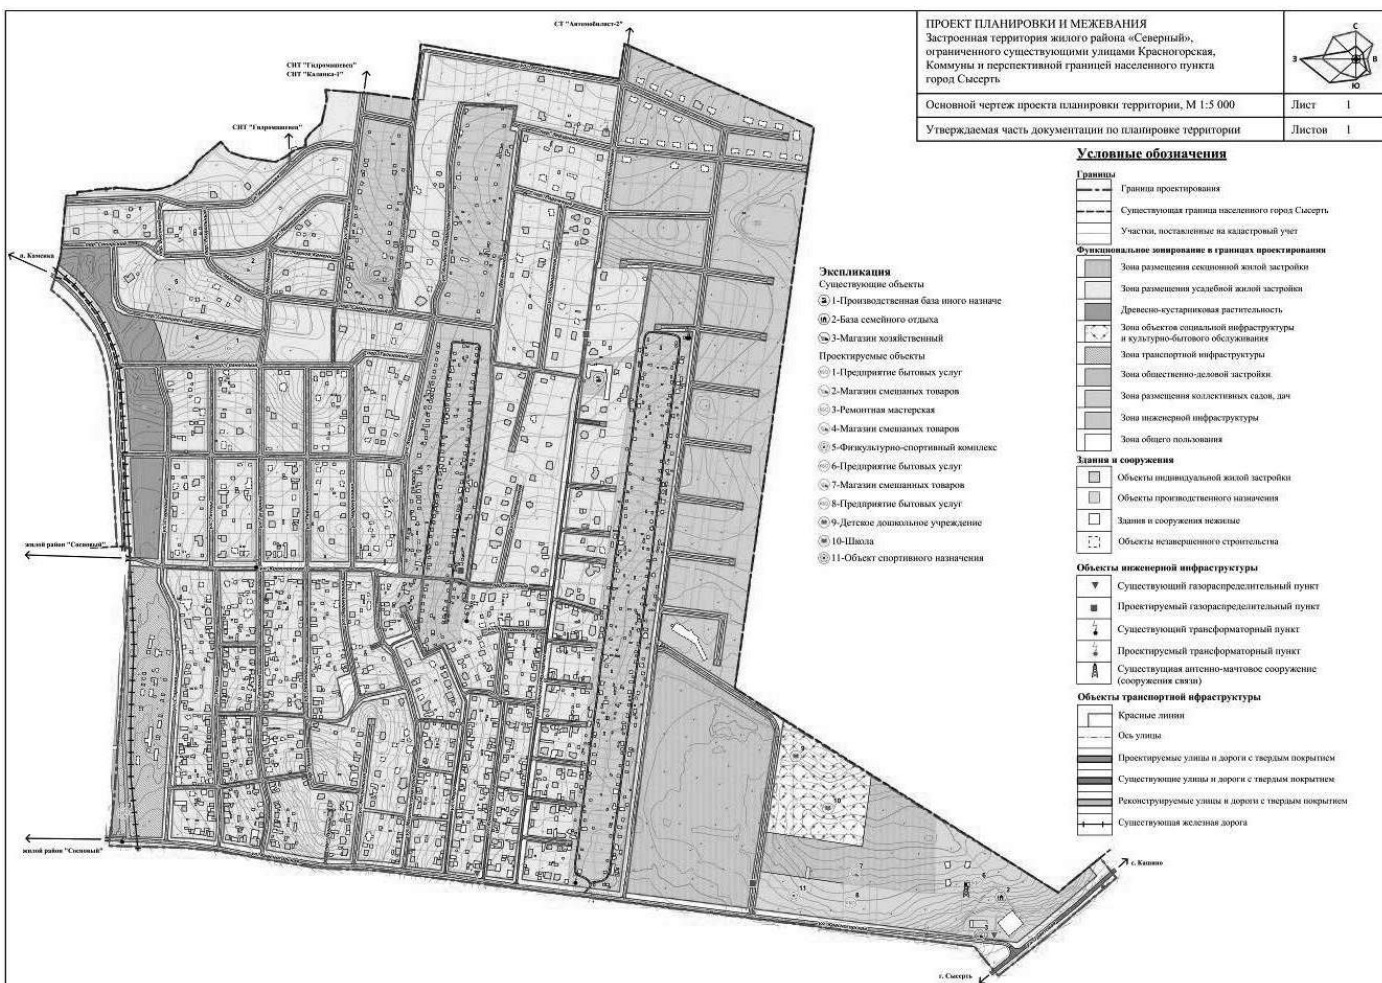 СТ "Автомобилист-2"
СНТ "Гидромашевец"
СНТ "Калинка-1"
СНТ "Гидромашевец"
п. Каменка
жилой район "Сосновый"
жилой район "Сосновый"
с. Кашино
г. Сысерть
ПРОЕКТ ПЛАНИРОВКИ И МЕЖЕВАНИЯ
Застроенная территория жилого района «Северный»,
ограниченного существующими улицами Красногорская,
Коммуны и перспективной границей населенного пункта
город Сысерть
Основной чертеж проекта планировки территории, М 1:5 000
Лист 1
Утверждаемая часть документации по планировке территории
Листов 1
С
З
В
Ю
Экспликация
Существующие объекты
1-Производственная база иного назначе
2-База семейного отдыха
3-Магазин хозяйственный
Проектируемые объекты
1-Предприятие бытовых услуг
2-Магазин смешаных товаров
3-Ремонтная мастерская
4-Магазин смешаных товаров
5-Физкультурно-спортивный комплекс
6-Предприятие бытовых услуг
7-Магазин смешанных товаров
8-Предприятие бытовых услуг
9-Детское дошкольное учреждение
10-Школа
11-Объект спортивного назначения
Условные обозначения
Границы
Граница проектирования
Существующая граница населенного город Сысерть
Участки, поставленные на кадастровый учет
Функциональное зонирование в границах проектирования
Зона размещения секционной жилой застройки
Зона размещения усадебной жилой застройки
Древесно-кустарниковая растительность
Зона объектов социальной инфраструктуры
и культурно-бытового обслуживания
Зона транспортной инфраструктуры
Зона общественно-деловой застройки
Зона размещения коллективных садов, дач
Зона инженерной инфраструктуры
Зона общего пользования
Здания и сооружения
Объекты индивидуальной жилой застройки
Объекты производственного назначения
Здания и сооружения нежилые
Объекты незавершенного строительства
Объекты инженерной инфраструктуры
Существующий газораспределительный пункт
Проектируемый газораспределительный пункт
Существующий трансформаторный пункт
Проектируемый трансформаторный пункт
Существущиая антенно-мачтовое сооружение
(сооружения связи)
Объекты транспортной нфраструктуры
Красные линии
Ось улицы
Проектируемые улицы и дороги с твердым покрытием
Существующие улицы и дороги с твердым покрытием
Реконструируемые улицы и дороги с твердым покрытием
Существующая железная дорога